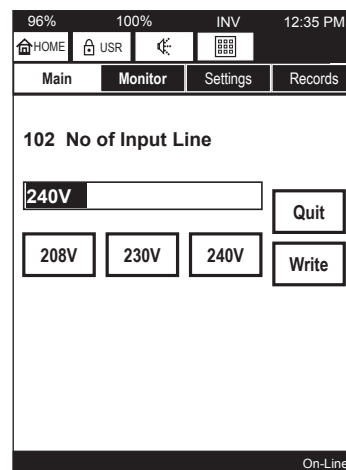 96% 100% INV 12:35 PM
HOME USR
Main Monitor Settings Records
102 No of Input Line
240V
Quit
208V 230V 240V
Write
On-Line